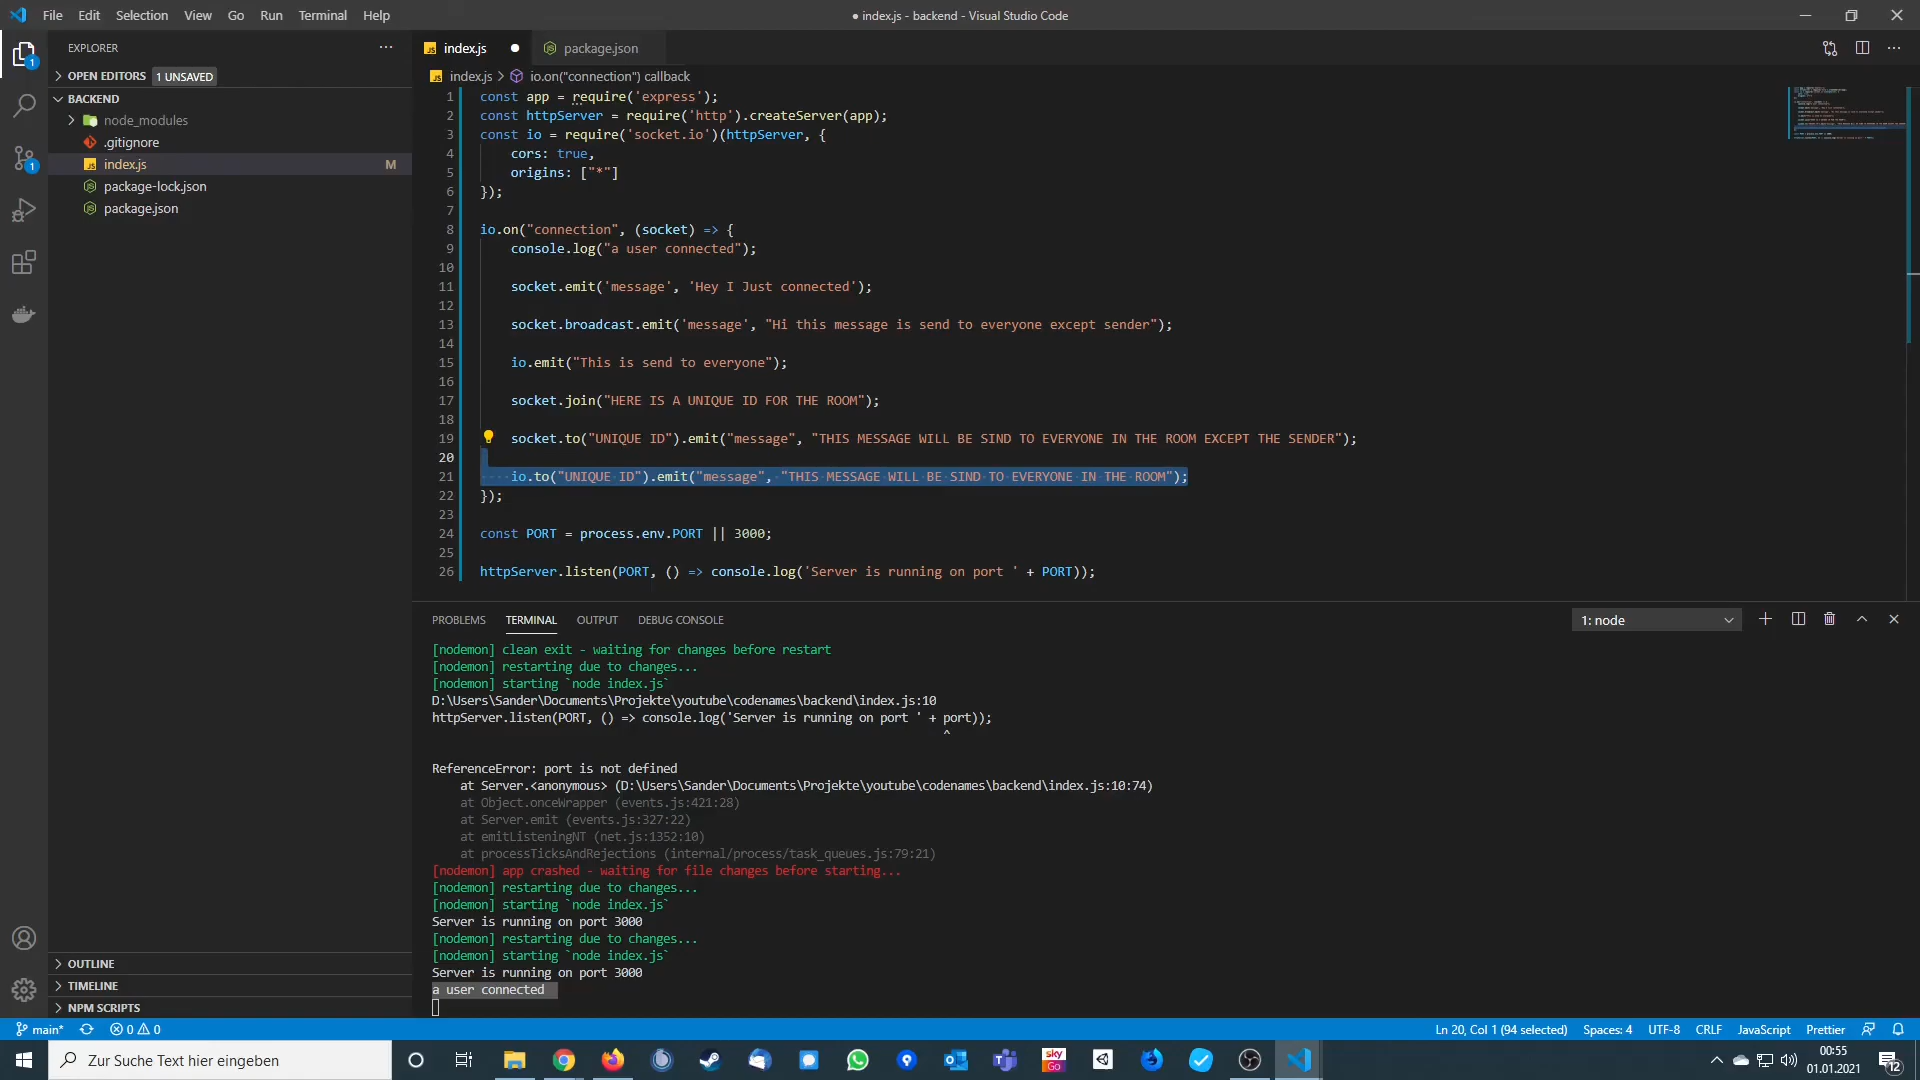 File Edit Selection View Go Run Terminal Help
● index.js - backend - Visual Studio Code
EXPLORER
OPEN EDITORS 1 UNSAVED
BACKEND
node_modules
.gitignore
index.js M
package-lock.json
package.json
OUTLINE
TIMELINE
NPM SCRIPTS
index.js package.json
index.js > io.on("connection") callback
1 const app = require('express');
2 const httpServer = require('http').createServer(app);
3 const io = require('socket.io')(httpServer, {
4 cors: true,
5 origins: ["*"]
6 });
7
8 io.on("connection", (socket) => {
9 console.log("a user connected");
10
11 socket.emit('message', 'Hey I Just connected');
12
13 socket.broadcast.emit('message', "Hi this message is send to everyone except sender");
14
15 io.emit("This is send to everyone");
16
17 socket.join("HERE IS A UNIQUE ID FOR THE ROOM");
18
19 socket.to("UNIQUE ID").emit("message", "THIS MESSAGE WILL BE SIND TO EVERYONE IN THE ROOM EXCEPT THE SENDER");
20
21 io.to("UNIQUE ID").emit("message", "THIS MESSAGE WILL BE SIND TO EVERYONE IN THE ROOM");
22 });
23
24 const PORT = process.env.PORT || 3000;
25
26 httpServer.listen(PORT, () => console.log('Server is running on port ' + PORT));
PROBLEMS TERMINAL OUTPUT DEBUG CONSOLE
1: node
[nodemon] clean exit - waiting for changes before restart
[nodemon] restarting due to changes...
[nodemon] starting `node index.js`
D:\Users\Sander\Documents\Projekte\youtube\codenames\backend\index.js:10
httpServer.listen(PORT, () => console.log('Server is running on port ' + port));
^
ReferenceError: port is not defined
at Server.<anonymous> (D:\Users\Sander\Documents\Projekte\youtube\codenames\backend\index.js:10:74)
at Object.onceWrapper (events.js:421:28)
at Server.emit (events.js:327:22)
at emitListeningNT (net.js:1352:10)
at processTicksAndRejections (internal/process/task_queues.js:79:21)
[nodemon] app crashed - waiting for file changes before starting...
[nodemon] restarting due to changes...
[nodemon] starting `node index.js`
Server is running on port 3000
[nodemon] restarting due to changes...
[nodemon] starting `node index.js`
Server is running on port 3000
a user connected
main* 0 0
Ln 20, Col 1 (94 selected) Spaces: 4 UTF-8 CRLF JavaScript Prettier
Zur Suche Text hier eingeben
sky
Go
00:55
01.01.2021
12